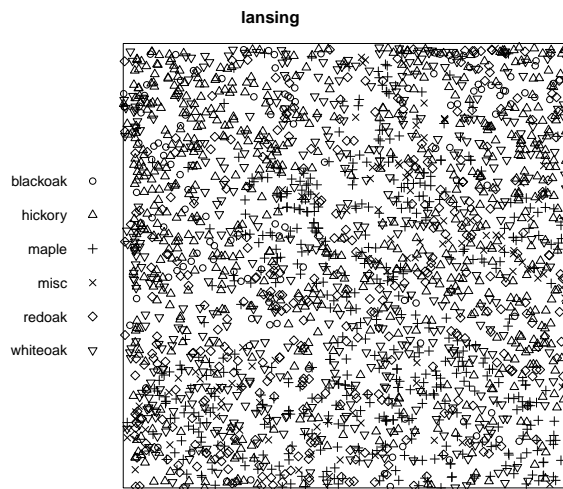 lansing
blackoak
hickory
maple
misc
redoak
whiteoak